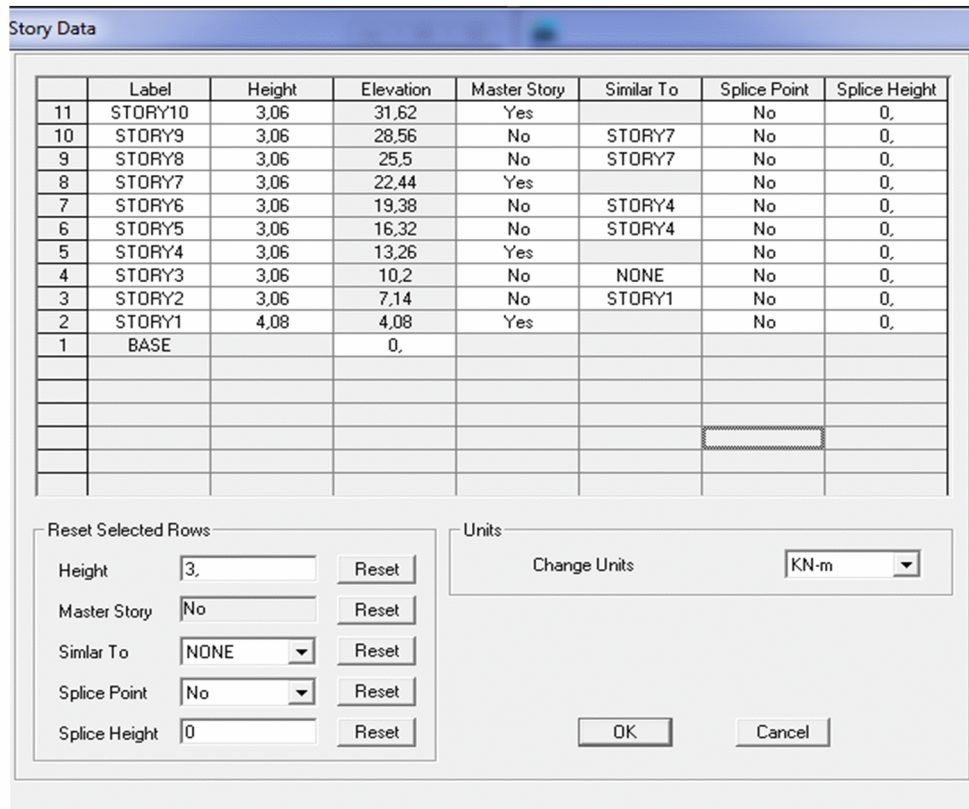 Story Data
Label Height Elevation Master Story Similar To Splice Point Splice Height
11 STORY10 3,06 31,62 Yes No 0,
10 STORY9 3,06 28,56 No STORY7 No 0,
9 STORY8 3,06 25,5 No STORY7 No 0,
8 STORY7 3,06 22,44 Yes No 0,
7 STORY6 3,06 19,38 No STORY4 No 0,
6 STORY5 3,06 16,32 No STORY4 No 0,
5 STORY4 3,06 13,26 Yes No 0,
4 STORY3 3,06 10,2 No NONE No 0,
3 STORY2 3,06 7,14 No STORY1 No 0,
2 STORY1 4,08 4,08 Yes No 0,
1 BASE 0,
Reset Selected Rows
Height 3, Reset
Master Story No Reset
Simlar To NONE Reset
Splice Point No Reset
Splice Height 0 Reset
Units
Change Units KN-m
OK Cancel